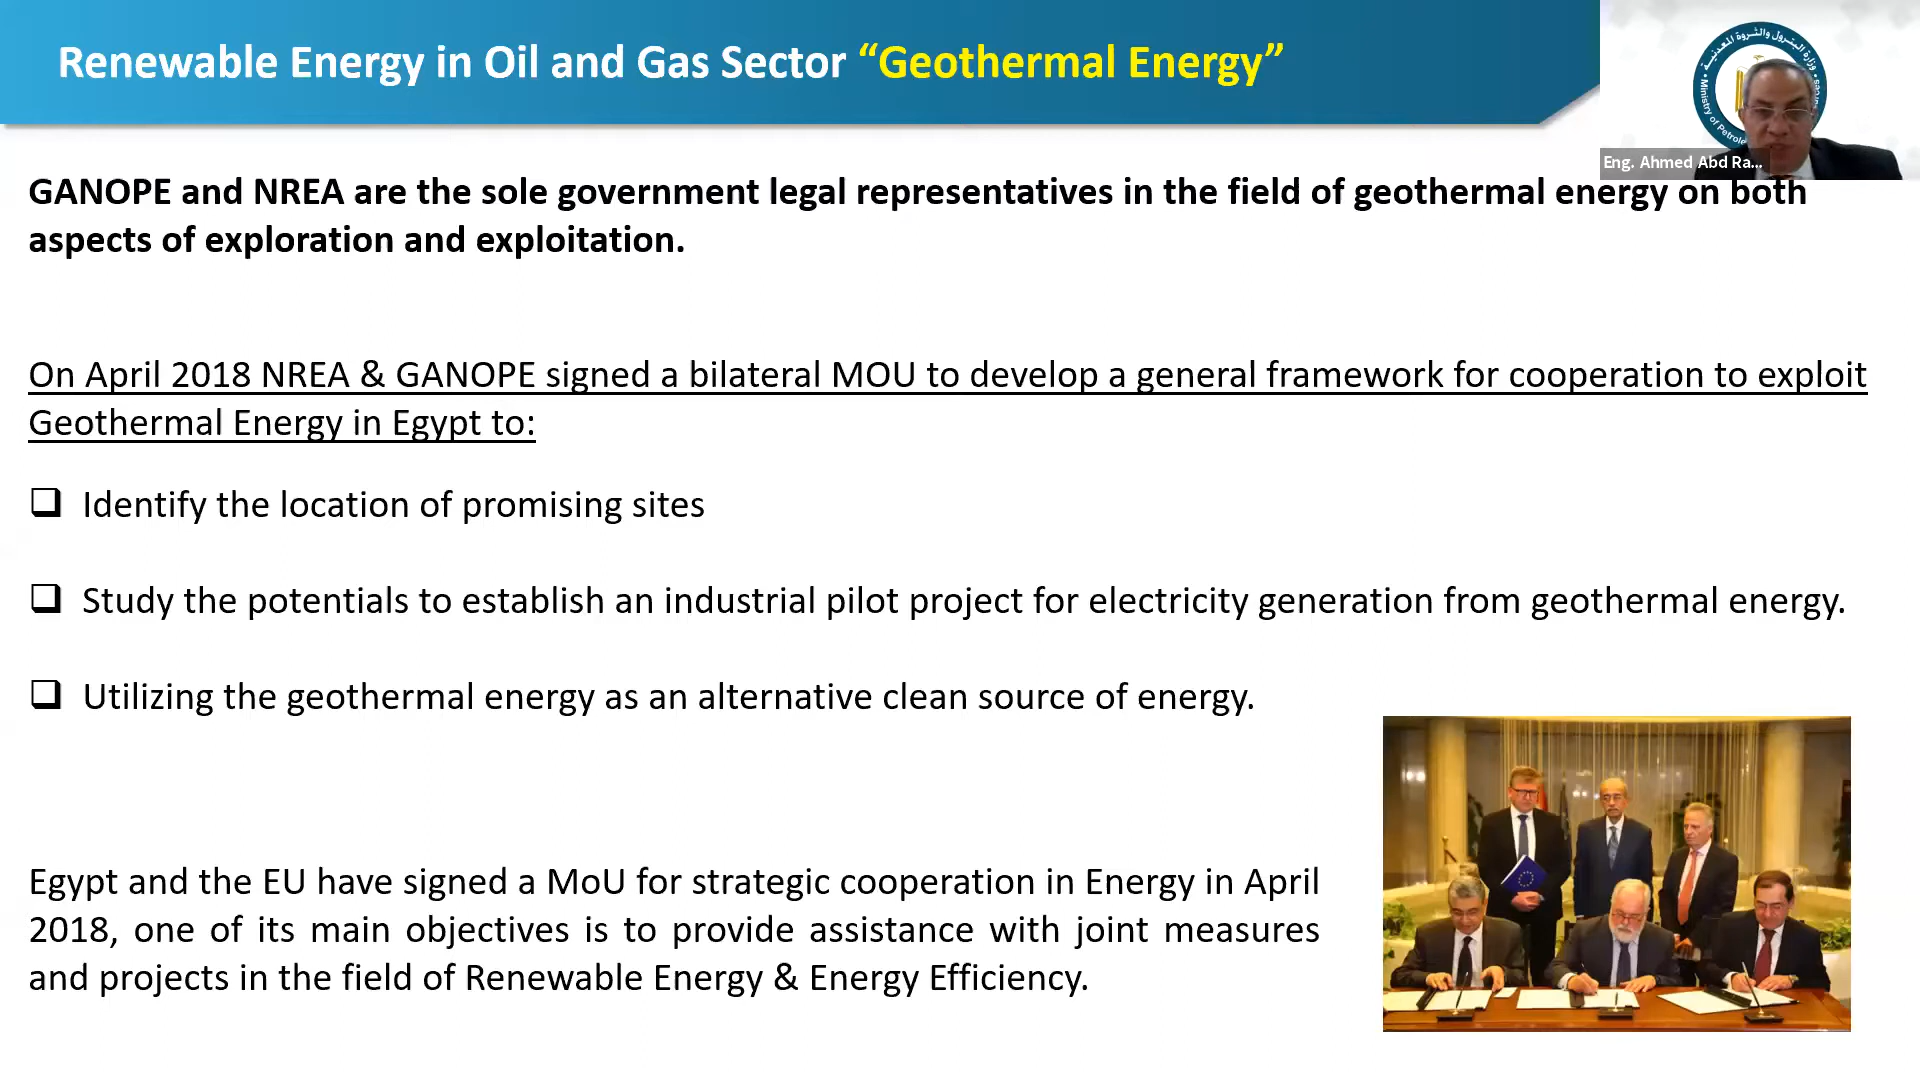 Renewable Energy in Oil and Gas Sector “Geothermal Energy”
وزارة البترول والثروة المعدنية
Ministry of
Eng. Ahmed Abd Ra...
GANOPE and NREA are the sole government legal representatives in the field of geothermal energy on both
aspects of exploration and exploitation.
On April 2018 NREA & GANOPE signed a bilateral MOU to develop a general framework for cooperation to exploit
Geothermal Energy in Egypt to:
❑ Identify the location of promising sites
❑ Study the potentials to establish an industrial pilot project for electricity generation from geothermal energy.
❑ Utilizing the geothermal energy as an alternative clean source of energy.
Egypt and the EU have signed a MoU for strategic cooperation in Energy in April
2018, one of its main objectives is to provide assistance with joint measures
and projects in the field of Renewable Energy & Energy Efficiency.